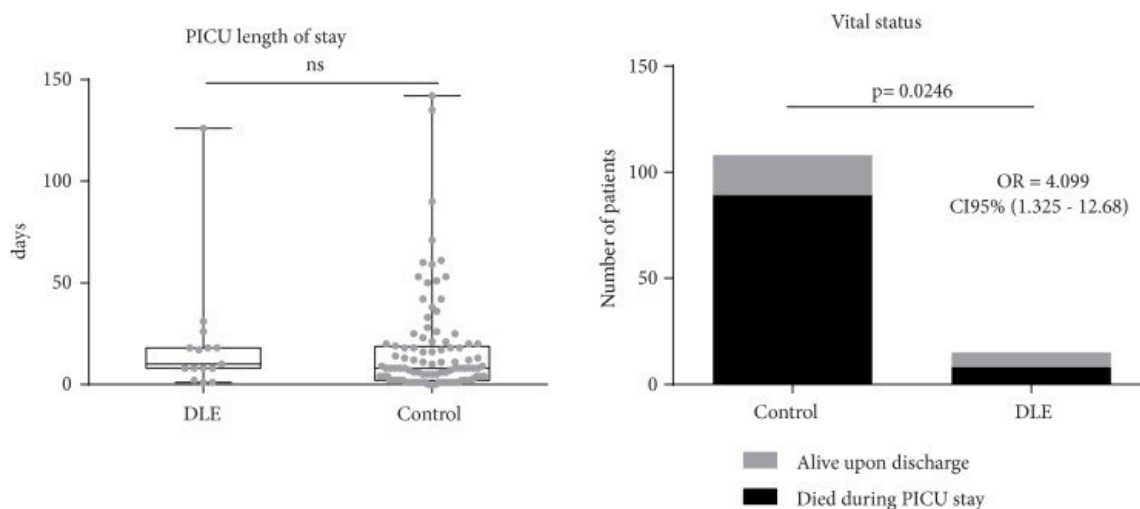 PICU length of stay
ns
150
100
50
0
days
DLE
Control
Vital status
p= 0.0246
150
100
50
0
Number of patients
OR = 4.099
CI95% (1.325 - 12.68)
Control
DLE
Alive upon discharge
Died during PICU stay